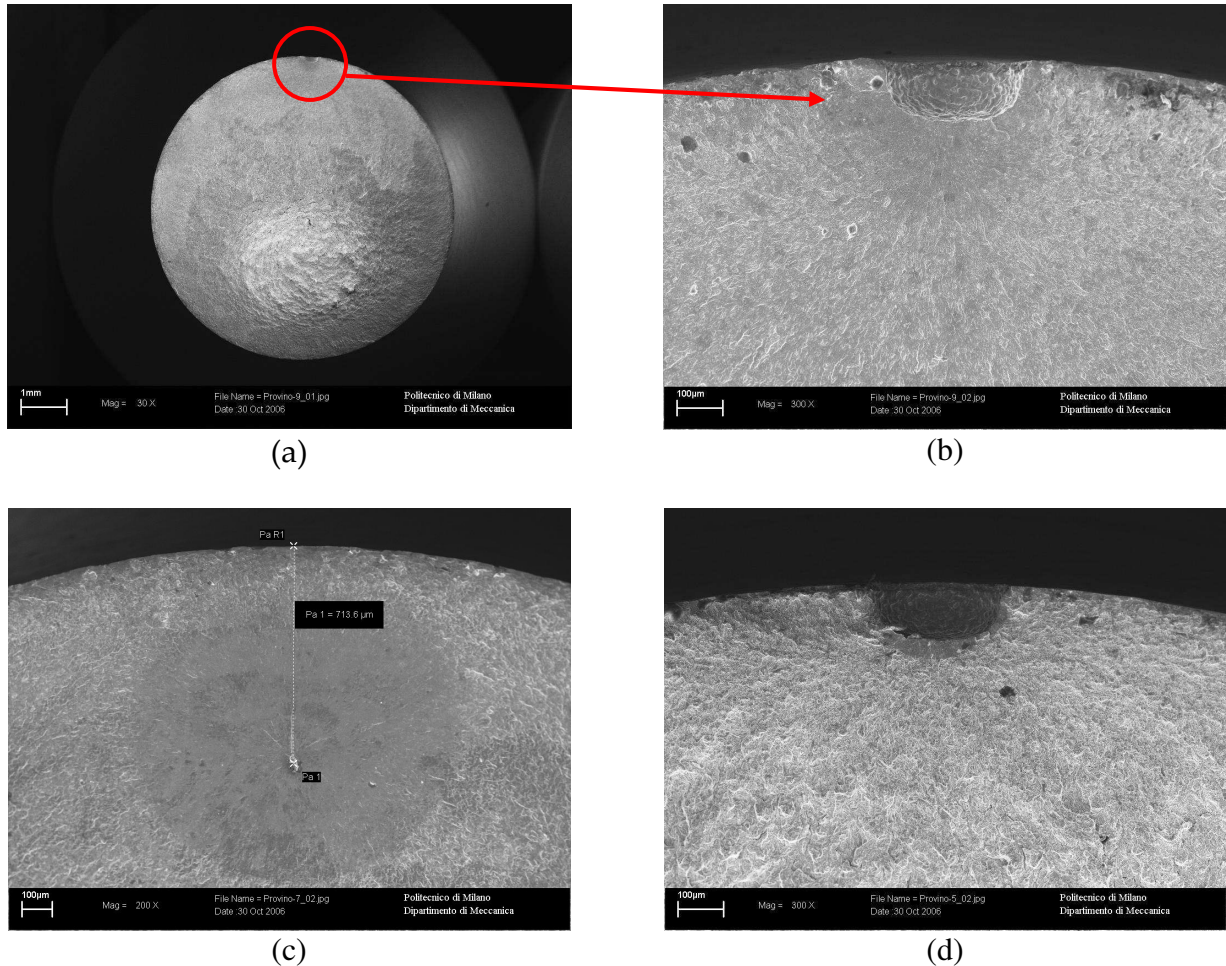 1mm
Mag = 30 X
File Name = Provino-9_01.jpg
Date :30 Oct 2006
Politecnico di Milano
Dipartimento di Meccanica
(a)
100µm
Mag = 300 X
File Name = Provino-9_02.jpg
Date :30 Oct 2006
Politecnico di Milano
Dipartimento di Meccanica
(b)
Pa R1
Pa 1 = 713.6 µm
Pa 1
100µm
Mag = 200 X
File Name = Provino-7_02.jpg
Date :30 Oct 2006
Politecnico di Milano
Dipartimento di Meccanica
(c)
100µm
Mag = 300 X
File Name = Provino-5_02.jpg
Date :30 Oct 2006
Politecnico di Milano
Dipartimento di Meccanica
(d)